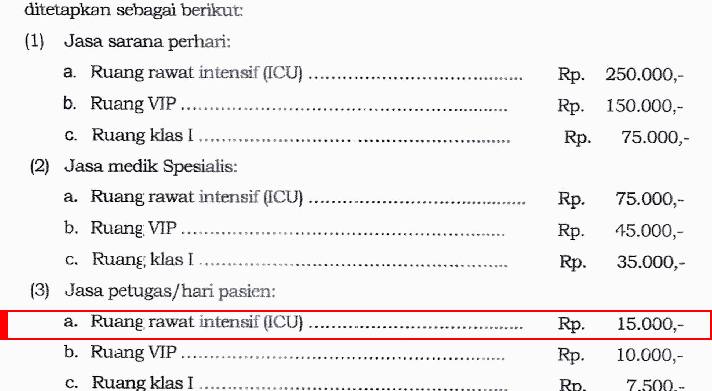 ditetapkan sebagai berikut:
(1) Jasa sarana perhari:
a. Ruang rawat intensif (ICU) ............................................. Rp. 250.000,-
b. Ruang VIP ..................................................................... Rp. 150.000,-
c. Ruang klas I .................................................................. Rp. 75.000,-
(2) Jasa medik Spesialis:
a. Ruang rawat intensif (ICU) ............................................. Rp. 75.000,-
b. Ruang VIP ..................................................................... Rp. 45.000,-
c. Ruang klas I .................................................................. Rp. 35.000,-
(3) Jasa petugas/hari pasien:
a. Ruang rawat intensif (ICU) ............................................. Rp. 15.000,-
b. Ruang VIP ..................................................................... Rp. 10.000,-
c. Ruang klas I .................................................................. Rp. 7.500,-